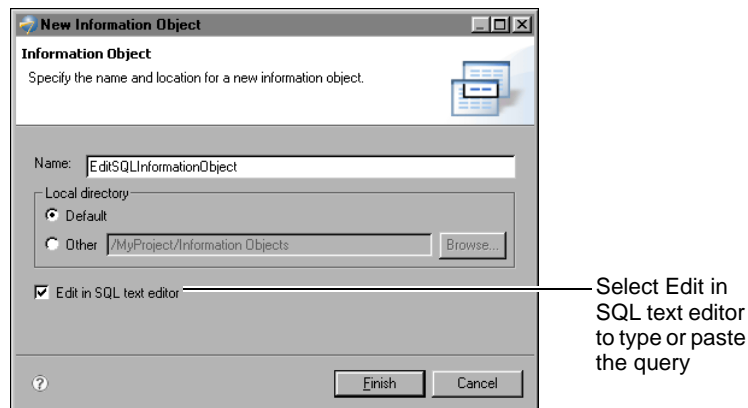 New Information Object
Information Object
Specify the name and location for a new information object.
Name: EditSQLInformationObject
Local directory
Default
Other /MyProject/Information Objects Browse...
Edit in SQL text editor
Select Edit in
SQL text editor
to type or paste
the query
? Finish Cancel